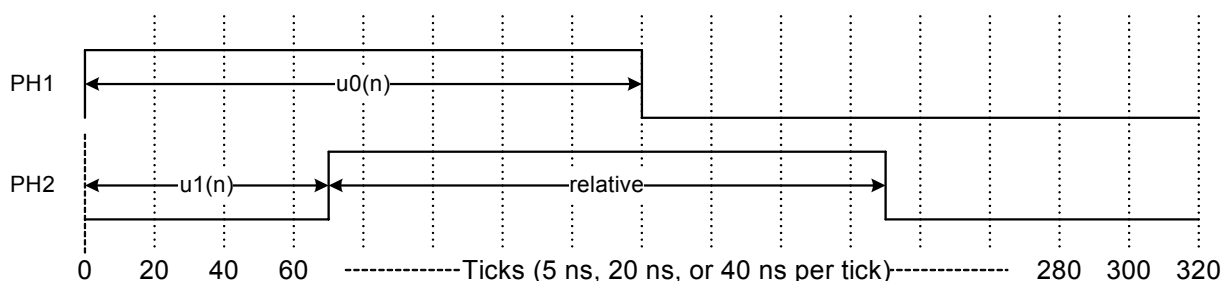 PH1
u0(n)
PH2
u1(n)
relative
0 20 40 60 Ticks (5 ns, 20 ns, or 40 ns per tick) 280 300 320